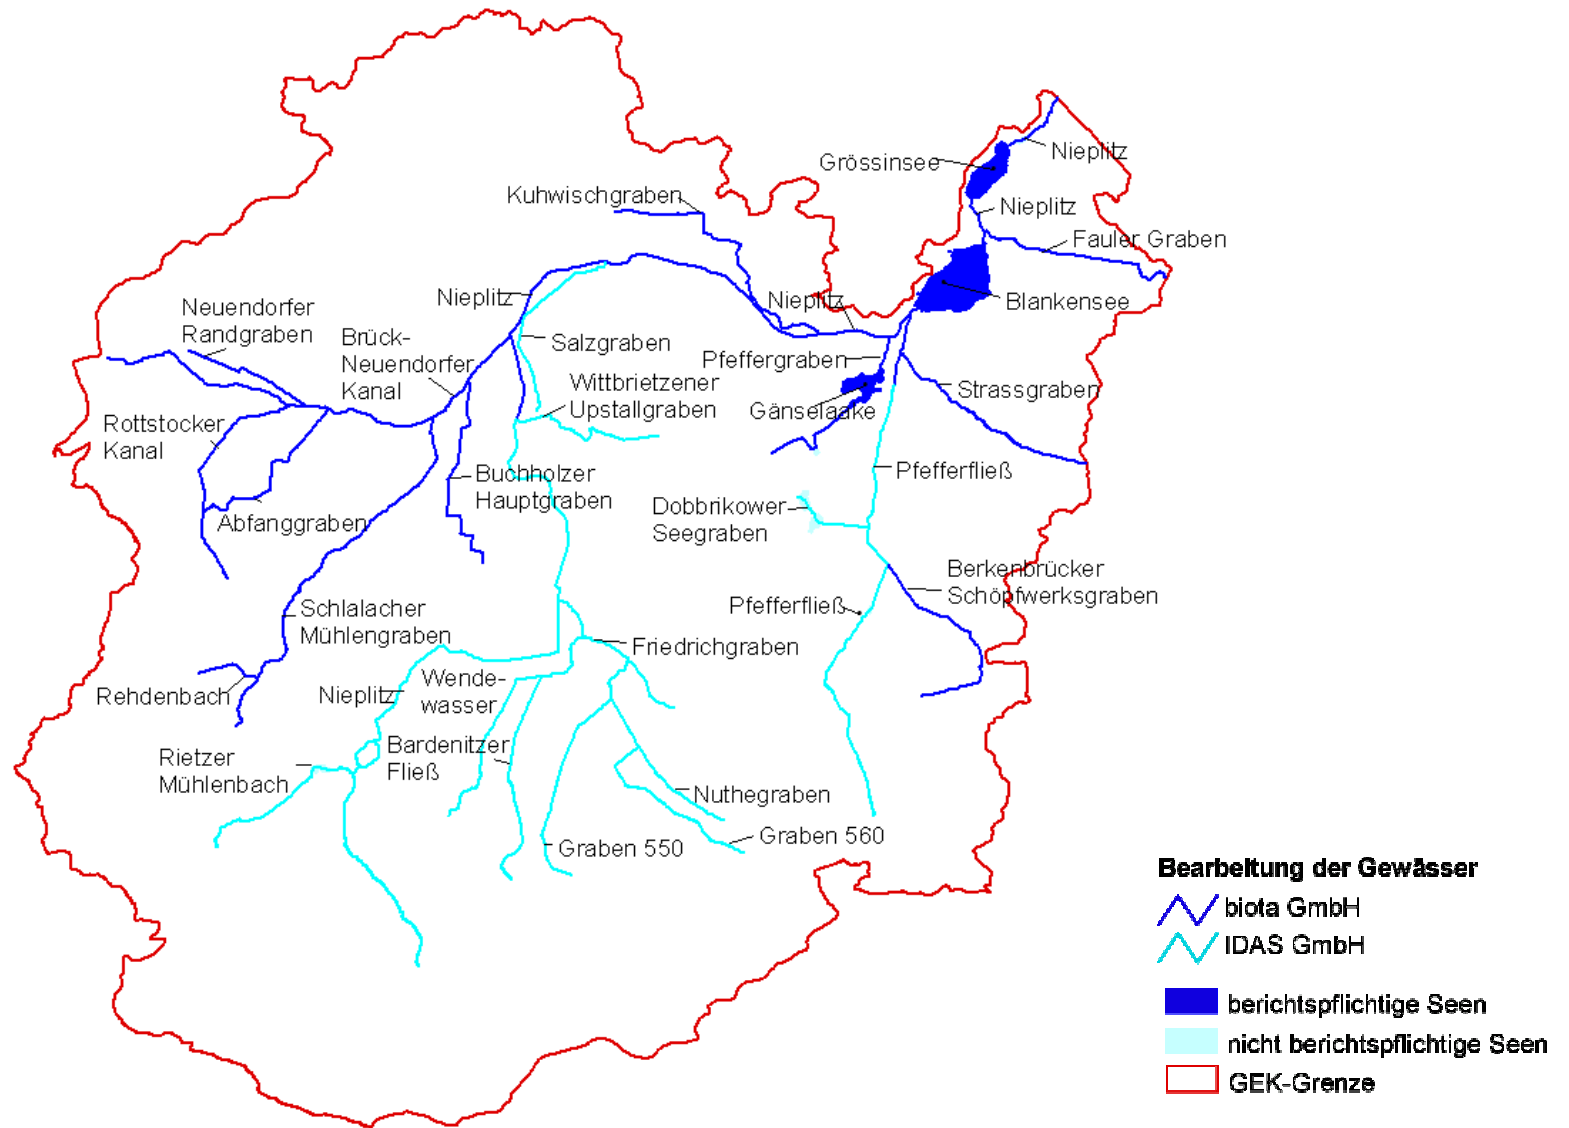 Nieplitz
Grössinsee
Kuhwischgraben
Nieplitz
Fauler Graben
Nieplitz
Nieplitz
Blankensee
Neuendorfer
Randgraben
Brück-
Neuendorfer
Kanal
Salzgraben
Pfeffergraben
Wittbrietzener
Upstallgraben
Strassgraben
Gänselaake
Rottstocker
Kanal
Pfefferfließ
Buchholzer
Hauptgraben
Abfanggraben
Dobbrikower
Seegraben
Berkenbrücker
Schöpfwerksgraben
Schlalacher
Mühlengraben
Pfefferfließ
Friedrichgraben
Rehdenbach
Nieplitz
Wende-
wasser
Rietzer
Mühlenbach
Bardenitzer
Fließ
Nuthegraben
Graben 560
Graben 550
Bearbeitung der Gewässer
biota GmbH
IDAS GmbH
berichtspflichtige Seen
nicht berichtspflichtige Seen
GEK-Grenze